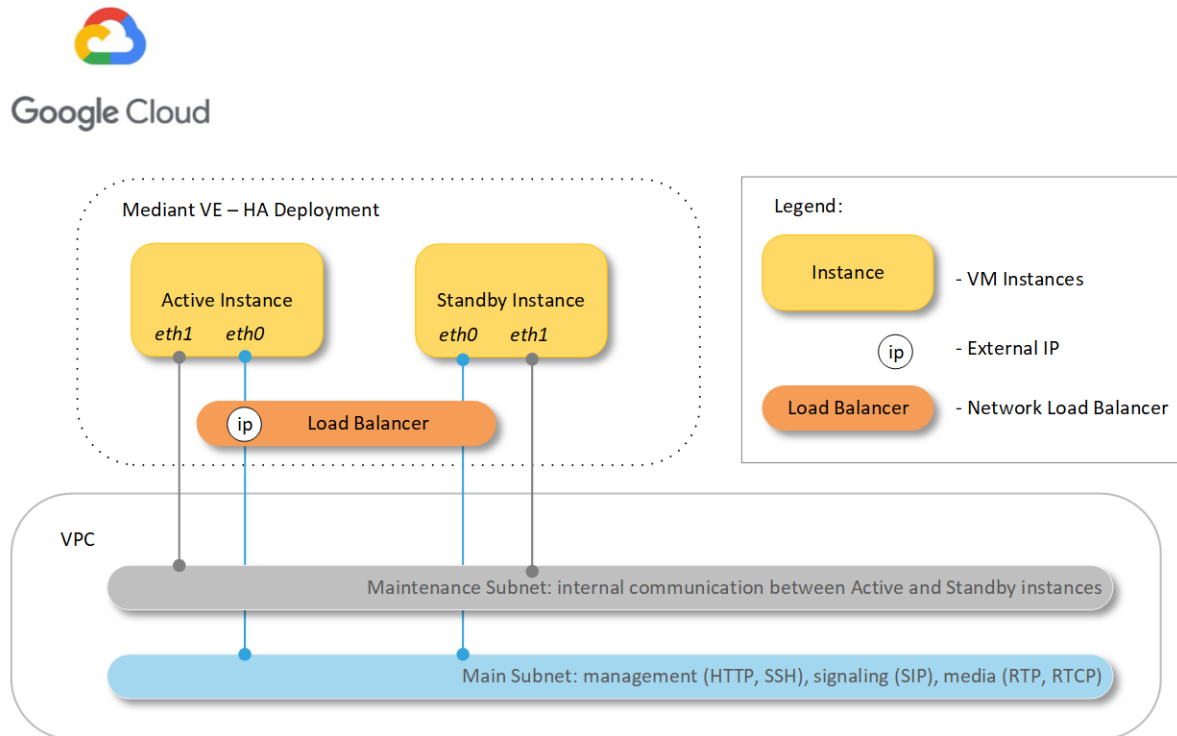 Google Cloud
Mediant VE – HA Deployment
Active Instance
eth1 eth0
Standby Instance
eth0 eth1
ip
Load Balancer
Legend:
Instance
- VM Instances
ip
- External IP
Load Balancer
- Network Load Balancer
VPC
Maintenance Subnet: internal communication between Active and Standby instances
Main Subnet: management (HTTP, SSH), signaling (SIP), media (RTP, RTCP)